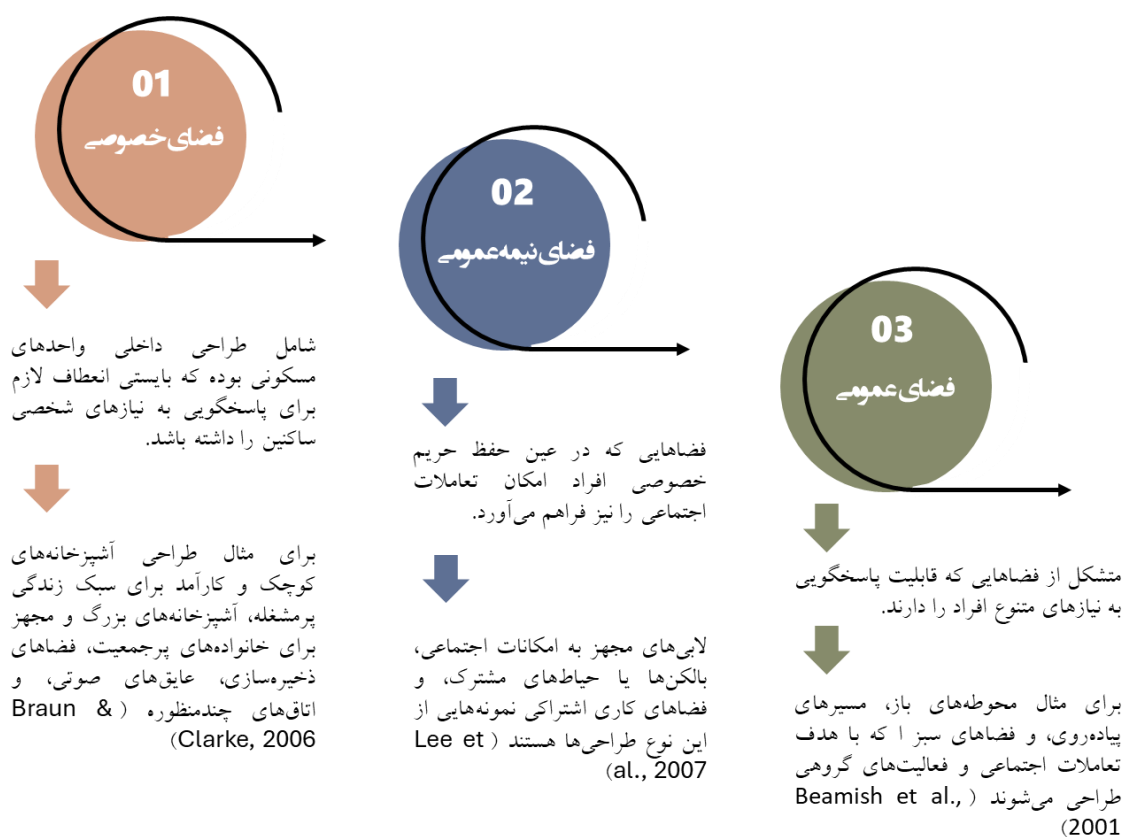 01
فضای خصوصی
شامل طراحی داخلی واحدهای
مسکونی بوده که بایستی انعطاف لازم
برای پاسخگویی به نیازهای شخصی
ساکنین را داشته باشد.
برای مثال طراحی آشپزخانه‌های
کوچک و کارآمد برای سبک زندگی
پرمشغله، آشپزخانه‌های بزرگ و مجهز
برای خانواده‌های پرجمعیت، فضاهای
ذخیره‌سازی، عایق‌های صوتی، و
اتاق‌های چندمنظوره (Braun &
Clarke, 2006)
02
فضای نیمه‌عمومی
فضاهایی که در عین حفظ حریم
خصوصی افراد امکان تعاملات
اجتماعی را نیز فراهم می‌آورد.
لابی‌های مجهز به امکانات اجتماعی،
بالکن‌ها یا حیاط‌های مشترک، و
فضاهای کاری اشتراکی نمونه‌هایی از
این نوع طراحی‌ها هستند (Lee et
al., 2007)
03
فضای عمومی
متشکل از فضاهایی که قابلیت پاسخگویی
به نیازهای متنوع افراد را دارند.
برای مثال محوطه‌های باز، مسیرهای
پیاده‌روی، و فضاهای سبز ا که با هدف
تعاملات اجتماعی و فعالیت‌های گروهی
طراحی می‌شوند (Beamish et al.,
2001)